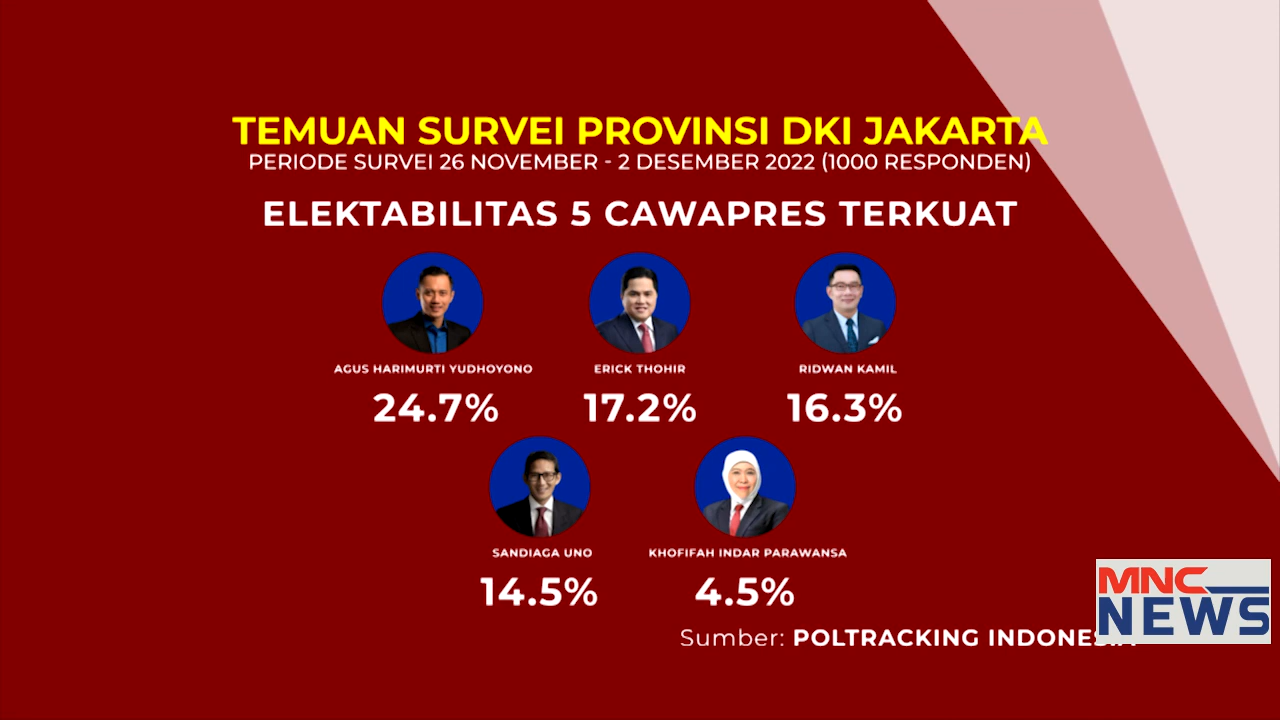 TEMUAN SURVEI PROVINSI DKI JAKARTA
PERIODE SURVEI 26 NOVEMBER - 2 DESEMBER 2022 (1000 RESPONDEN)
ELEKTABILITAS 5 CAWAPRES TERKUAT
AGUS HARIMURTI YUDHOYONO
24.7%
ERICK THOHIR
17.2%
RIDWAN KAMIL
16.3%
SANDIAGA UNO
14.5%
KHOFIFAH INDAR PARAWANSA
4.5%
Sumber: POLTRACKING INDONESIA
MNC
NEWS